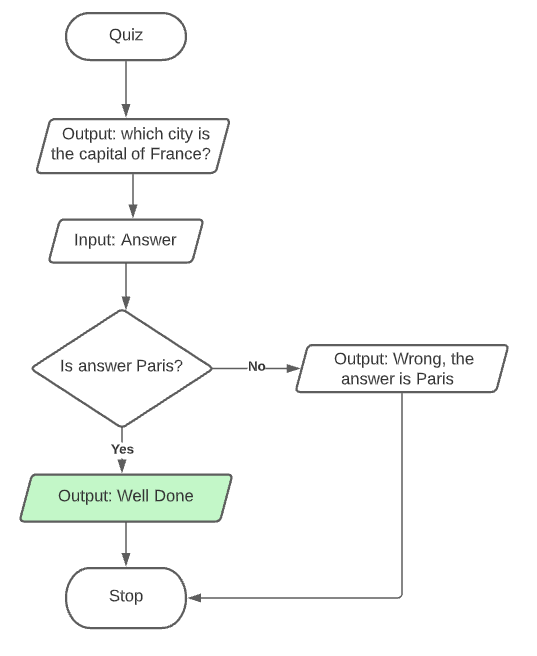 Quiz
Output: which city is
the capital of France?
Input: Answer
Is answer Paris?
No
Output: Wrong, the
answer is Paris
Yes
Output: Well Done
Stop